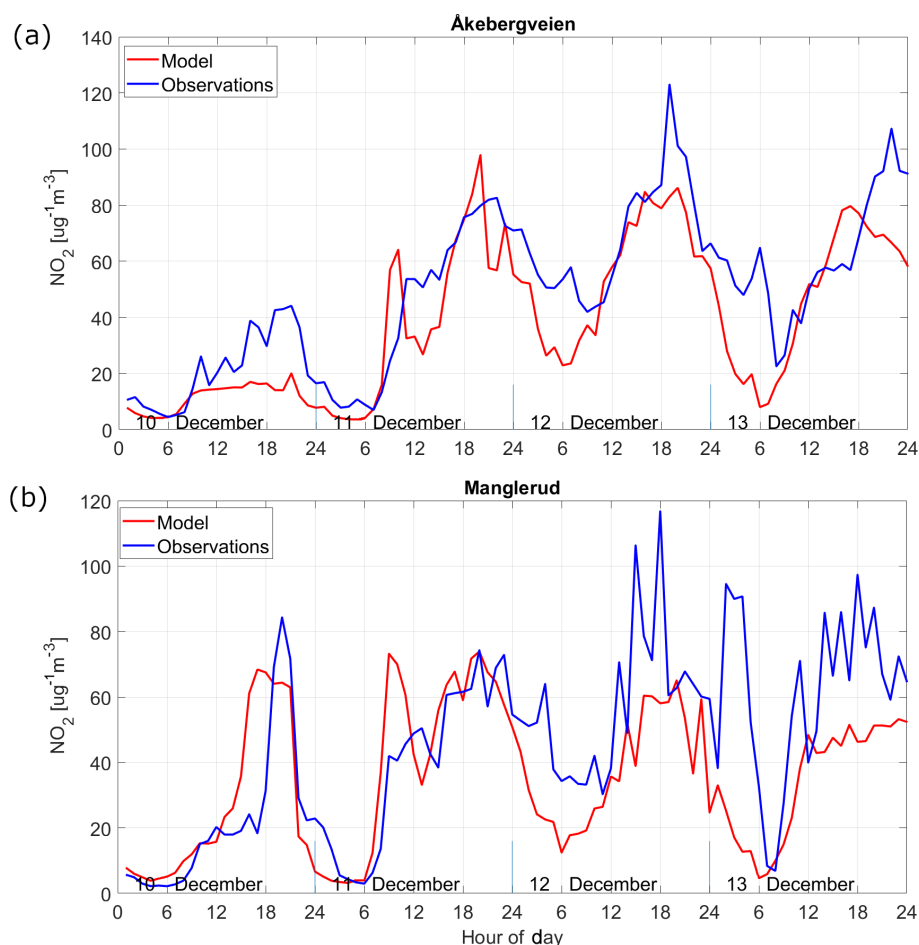 (a)
Åkebergveien
Model
Observations
NO2 [ug-1m-3]
140
120
100
80
60
40
20
0
10 December 11 December 12 December 13 December
0 6 12 18 24 6 12 18 24 6 12 18 24 6 12 18 24
(b)
Manglerud
Model
Observations
NO2 [ug-1m-3]
120
100
80
60
40
20
0
10 December 11 December 12 December 13 December
0 6 12 18 24 6 12 18 24 6 12 18 24 6 12 18 24
Hour of day